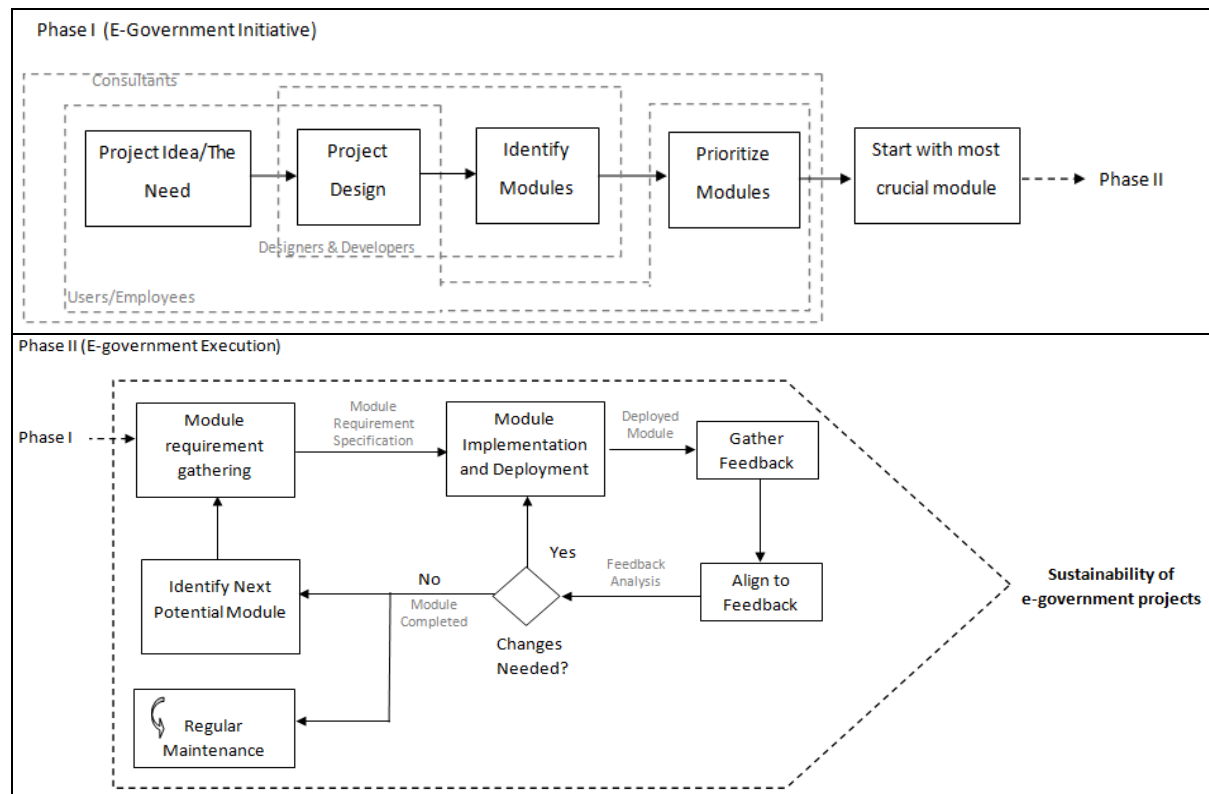 Phase I (E-Government Initiative)
Consultants
Project Idea/The
Need
Project
Design
Identify
Modules
Prioritize
Modules
Start with most
crucial module
Phase II
Designers & Developers
Users/Employees
Phase II (E-government Execution)
Phase I
Module
requirement
gathering
Module
Requirement
Specification
Module
Implementation
and Deployment
Deployed
Module
Gather
Feedback
Align to
Feedback
Feedback
Analysis
Yes
Changes
Needed?
No
Module
Completed
Identify Next
Potential Module
Regular
Maintenance
Sustainability of
e-government projects